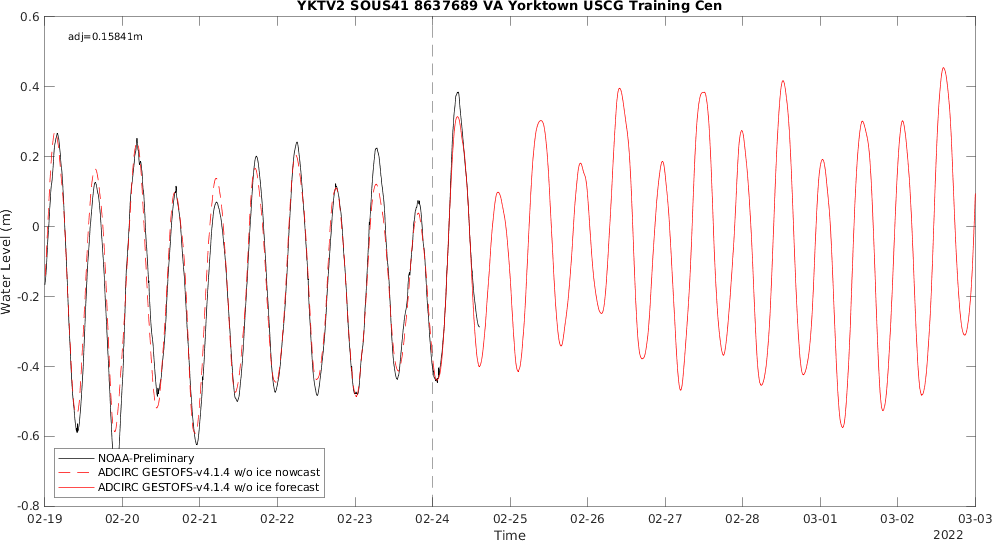 YKTV2 SOUS41 8637689 VA Yorktown USCG Training Cen
adj=0.15841m
0.6
0.4
0.2
0
-0.2
-0.4
-0.6
-0.8
Water Level (m)
NOAA-Preliminary
ADCIRC GESTOFS-v4.1.4 w/o ice nowcast
ADCIRC GESTOFS-v4.1.4 w/o ice forecast
02-19 02-20 02-21 02-22 02-23 02-24 02-25 02-26 02-27 02-28 03-01 03-02 03-03
Time
2022